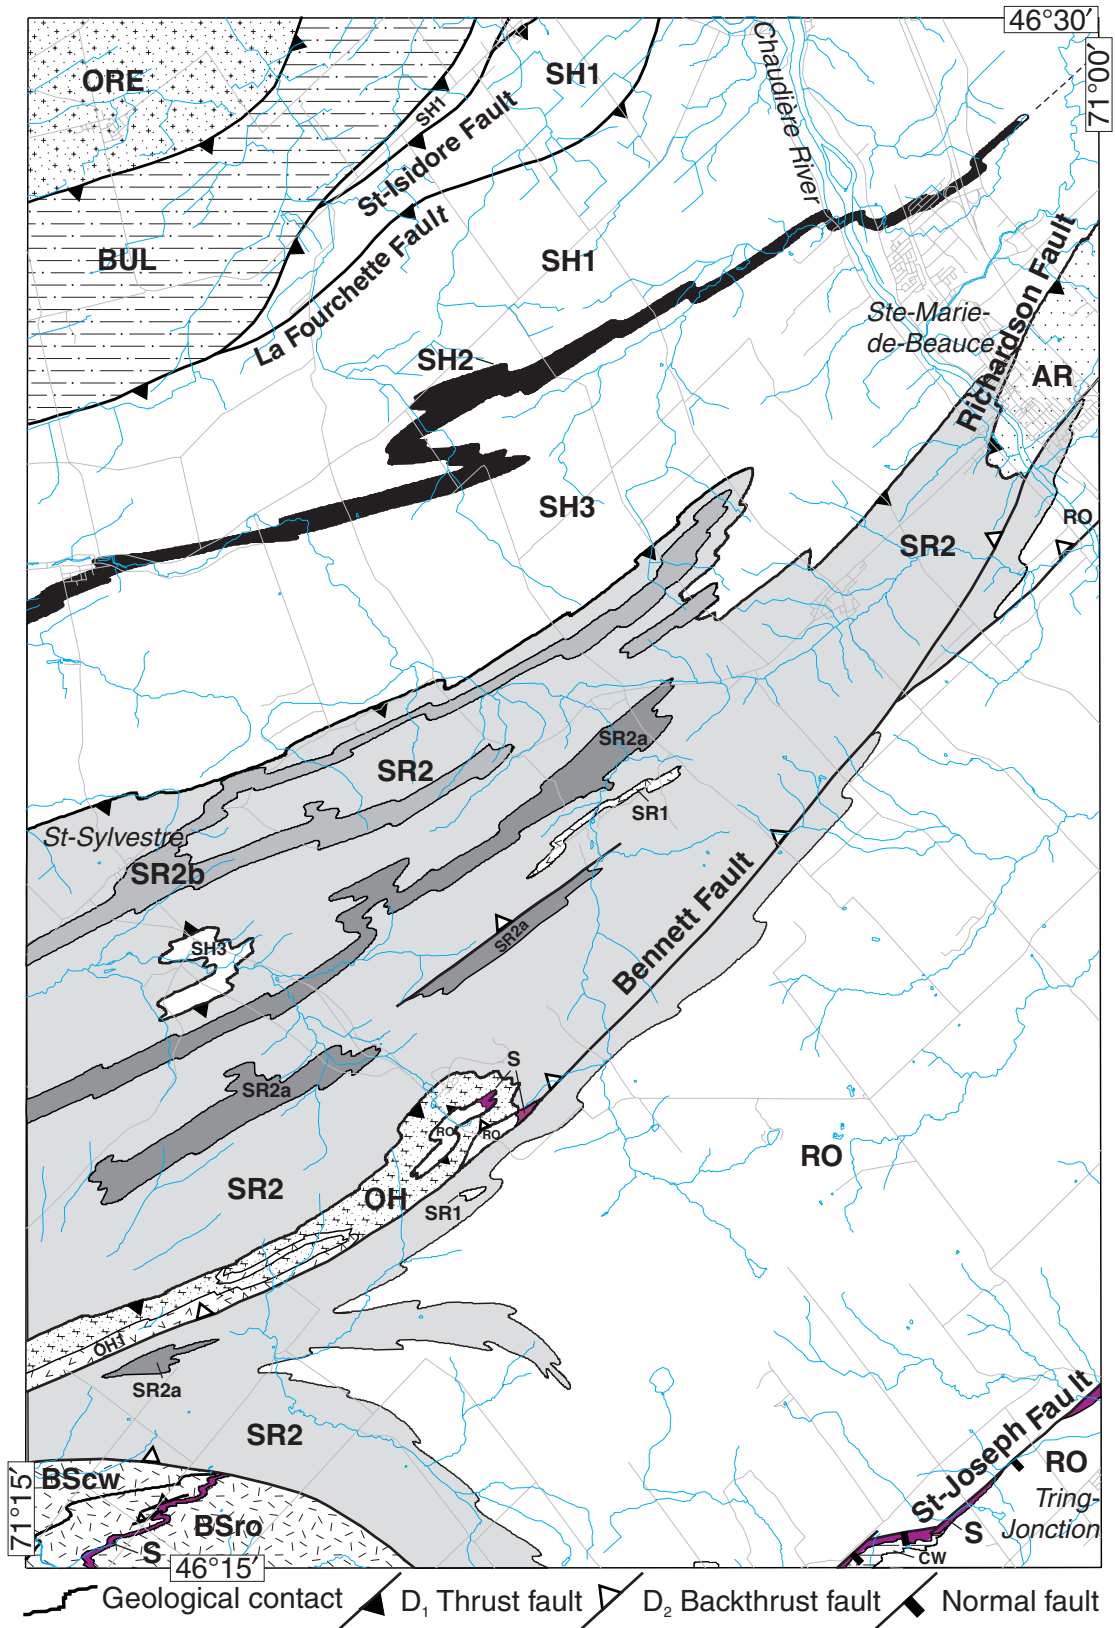 46°30′
71°00′
ORE
SH1
SH1
Chaudière River
St-Isidore Fault
BUL
SH1
La Fourchette Fault
Richardson Fault
Ste-Marie-
de-Beauce
SH2
AR
SH3
RO
SR2
SR2a
SR2
SR1
St-Sylvestre
SR2b
SR2a
SH3
Bennett Fault
S
SR2a
RO
RO
RO
SR2
OH
SR1
OH1
SR2a
SR2
St-Joseph Fault
RO
BScw
Tring-
Jonction
BSro
S
S
cw
71°15′
46°15′
Geological contact
D1 Thrust fault
D2 Backthrust fault
Normal fault